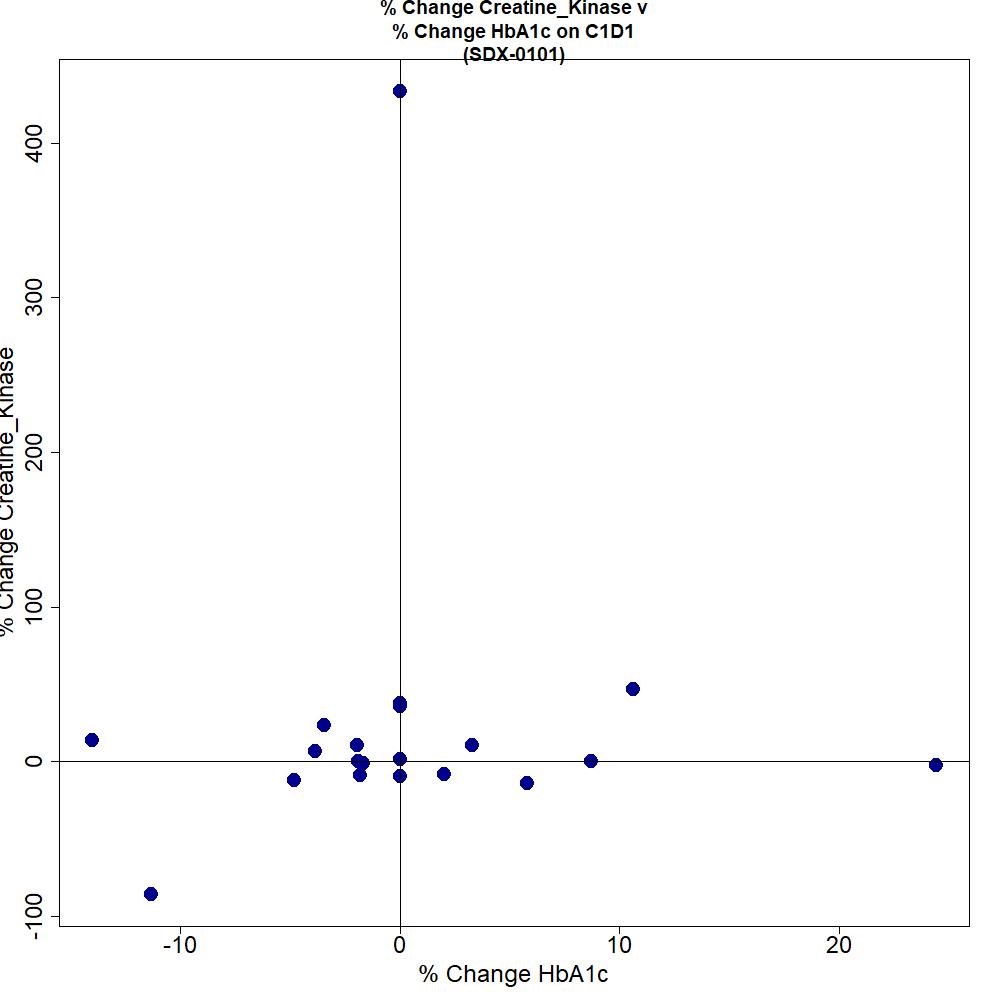 % Change Creatine_Kinase v
% Change HbA1c on C1D1
(SDX-0101)
% Change Creatine_Kinase
400
300
200
100
0
-100
-10
0
10
20
% Change HbA1c